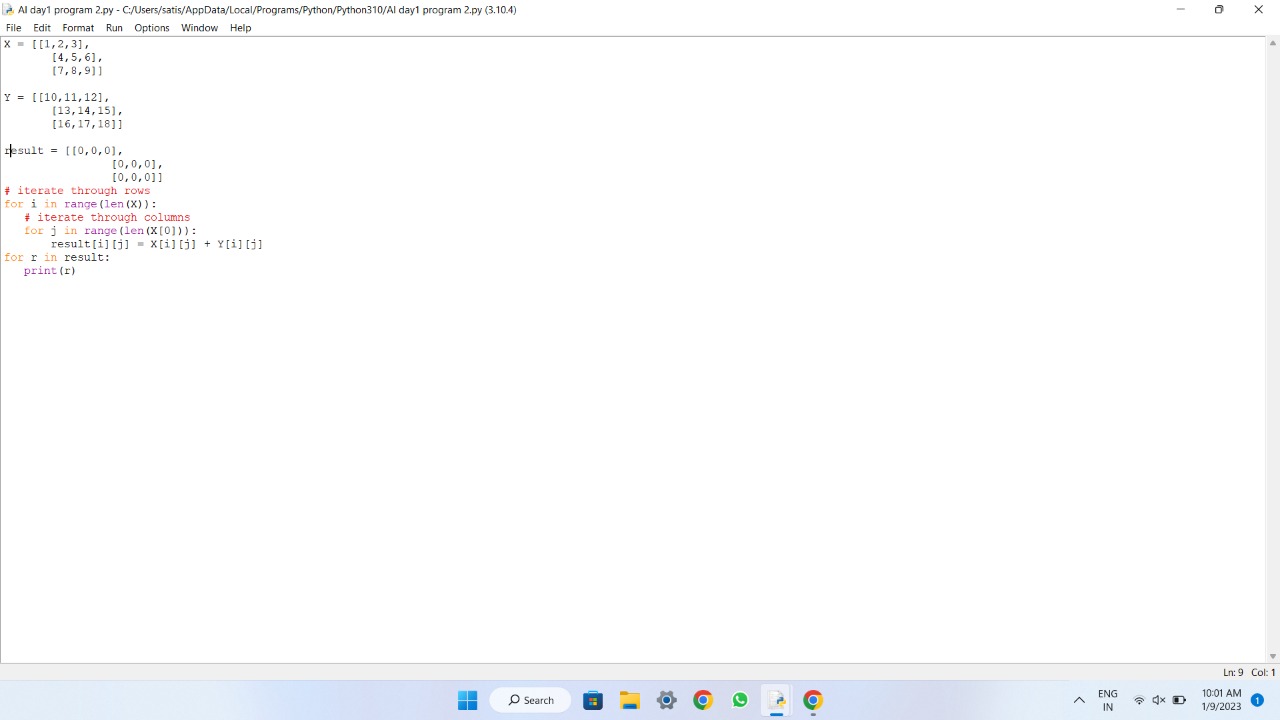 AI day1 program 2.py - C:/Users/satis/AppData/Local/Programs/Python/Python310/AI day1 program 2.py (3.10.4)
File Edit Format Run Options Window Help
X = [[1,2,3],
       [4,5,6],
       [7,8,9]]
Y = [[10,11,12],
       [13,14,15],
       [16,17,18]]
result = [[0,0,0],
                [0,0,0],
                [0,0,0]]
# iterate through rows
for i in range(len(X)):
   # iterate through columns
   for j in range(len(X[0])):
       result[i][j] = X[i][j] + Y[i][j]
for r in result:
   print(r)
Ln: 9 Col: 1
Search
ENG
IN
10:01 AM
1/9/2023
1